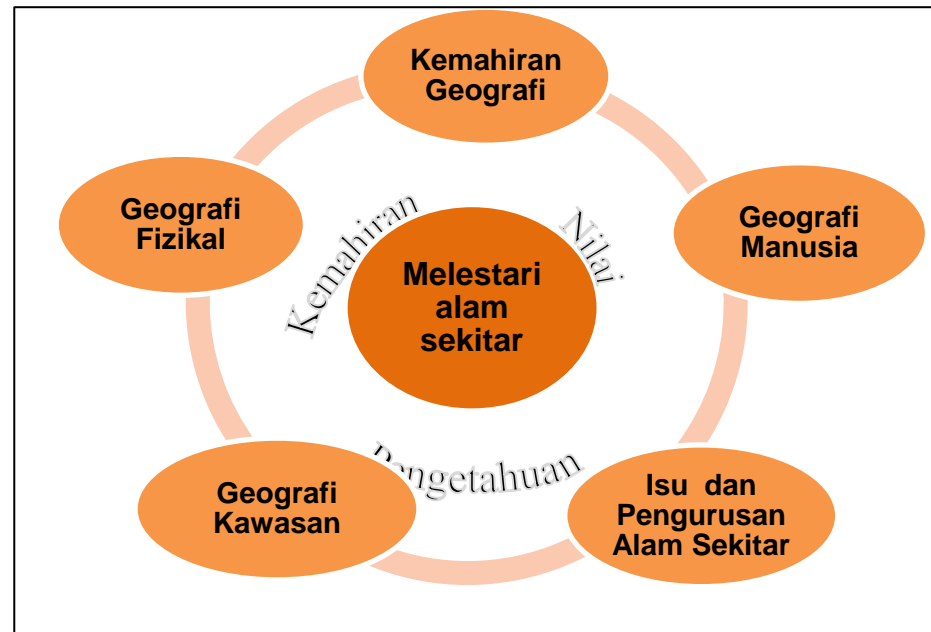 Kemahiran
Geografi
Geografi
Fizikal
Geografi
Manusia
Kemahiran
Nilai
Melestari
alam
sekitar
Pengetahuan
Geografi
Kawasan
Isu dan
Pengurusan
Alam Sekitar